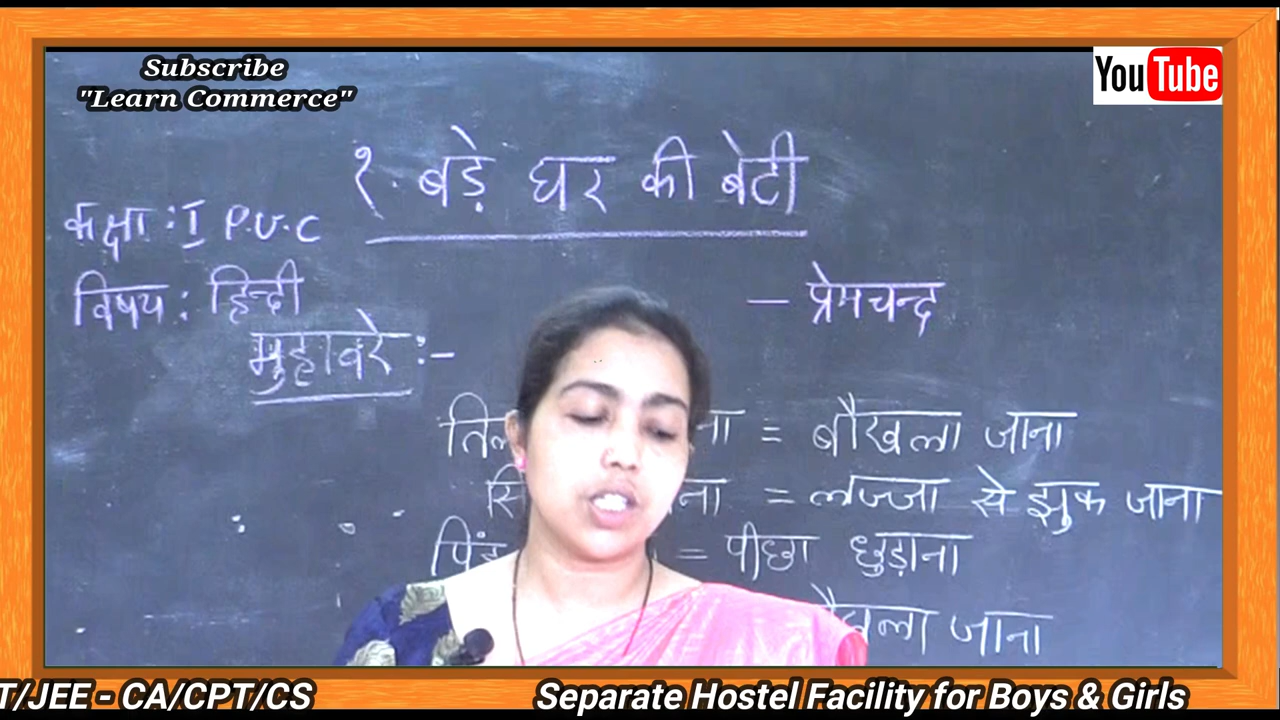 Subscribe
"Learn Commerce"
YouTube
१. बड़े घर की बेटी
कक्षा : I P.U.C
विषय : हिन्दी
– प्रेमचन्द
मुहावरे :-
= बौखला जाना
= लज्जा से झुक जाना
= पीछा छुड़ाना
जाना
T/JEE - CA/CPT/CS
Separate Hostel Facility for Boys & Girls